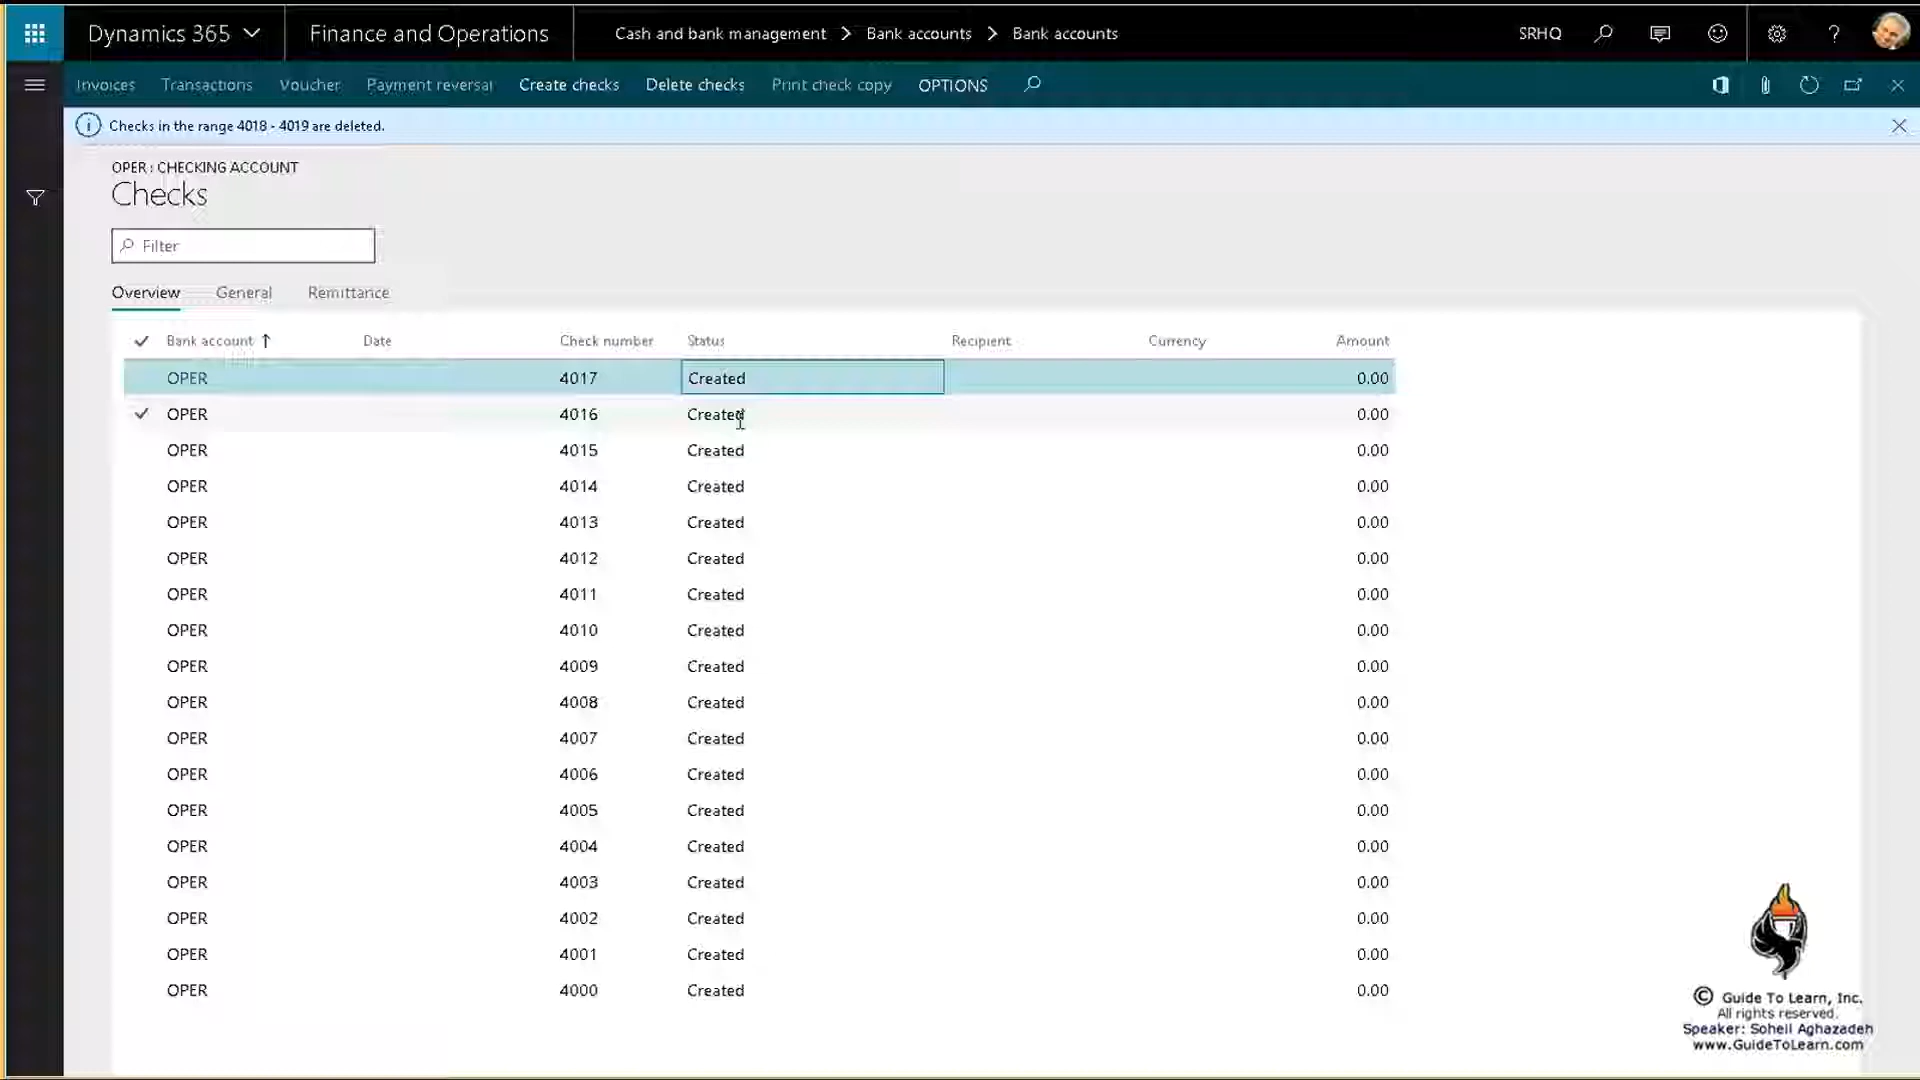 Dynamics 365 Finance and Operations Cash and bank management > Bank accounts > Bank accounts SRHQ ?
Invoices Transactions Voucher Payment reversal Create checks Delete checks Print check copy OPTIONS
Checks in the range 4018 - 4019 are deleted.
OPER : CHECKING ACCOUNT
Checks
Filter
Overview General Remittance
Bank account Date Check number Status Recipient Currency Amount
OPER 4017 Created 0.00
OPER 4016 Created 0.00
OPER 4015 Created 0.00
OPER 4014 Created 0.00
OPER 4013 Created 0.00
OPER 4012 Created 0.00
OPER 4011 Created 0.00
OPER 4010 Created 0.00
OPER 4009 Created 0.00
OPER 4008 Created 0.00
OPER 4007 Created 0.00
OPER 4006 Created 0.00
OPER 4005 Created 0.00
OPER 4004 Created 0.00
OPER 4003 Created 0.00
OPER 4002 Created 0.00
OPER 4001 Created 0.00
OPER 4000 Created 0.00
© Guide To Learn, Inc.
All rights reserved.
Speaker: Soheil Aghazadeh
www.GuideToLearn.com